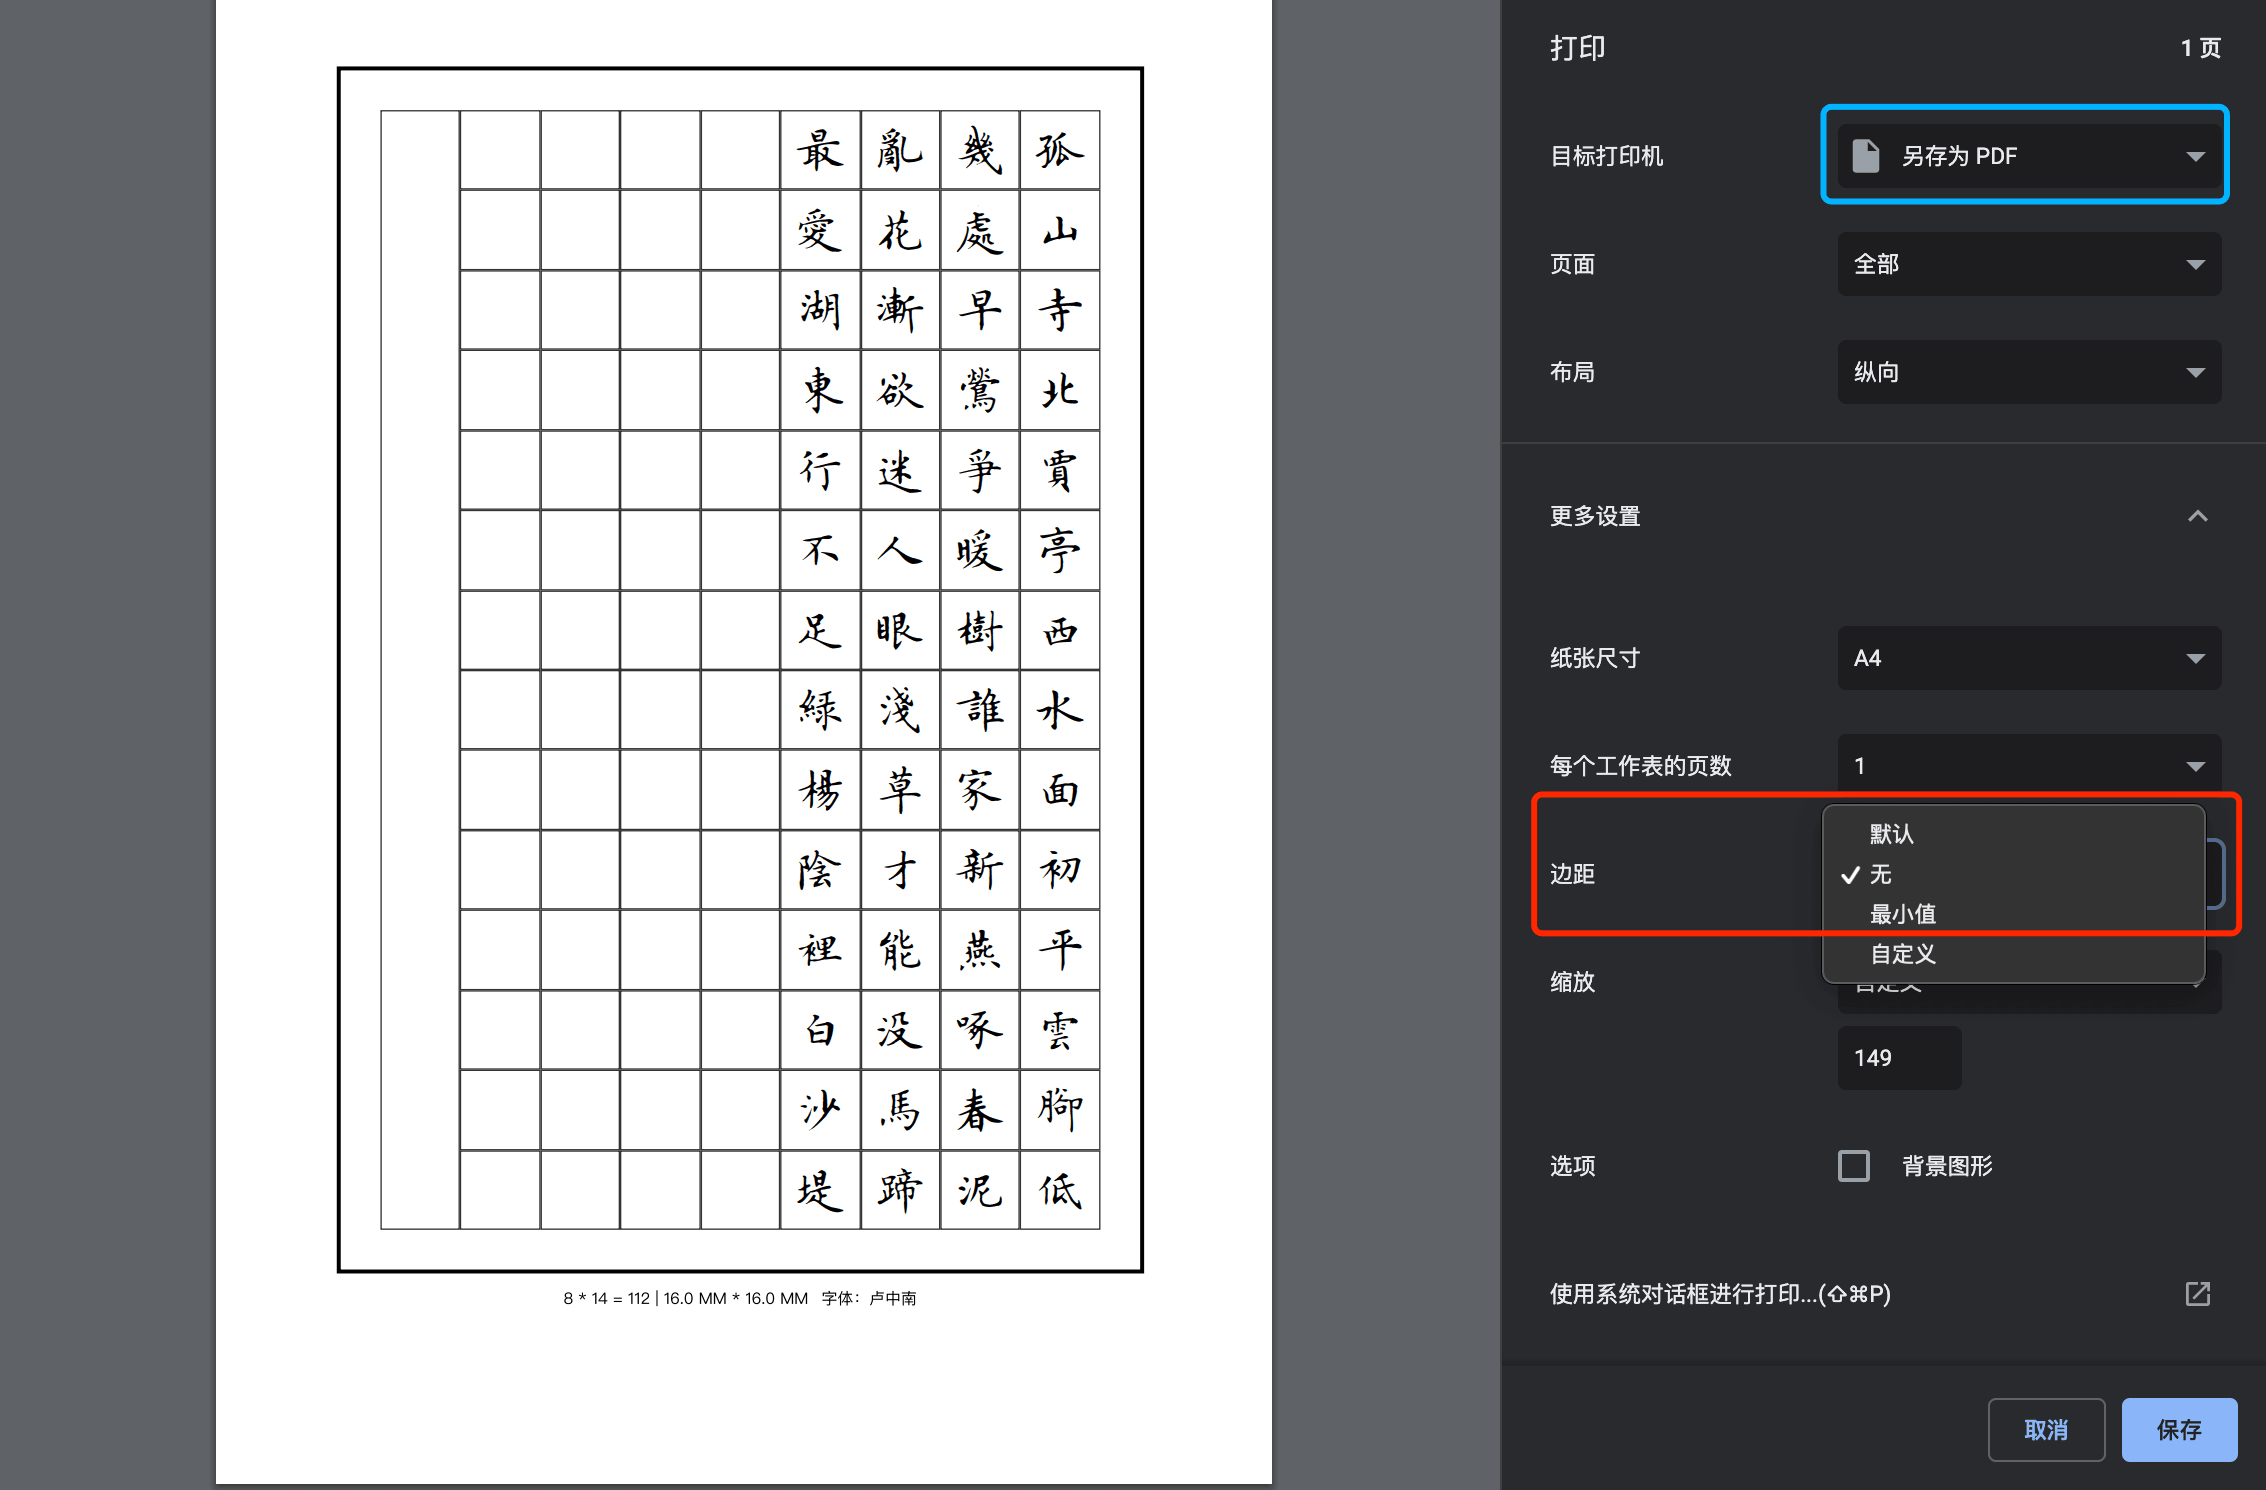 孤山寺北賈亭西水面初平雲腳低
幾處早鶯爭暖樹誰家新燕啄春泥
亂花漸欲迷人眼淺草才能没馬蹄
最愛湖東行不足緑楊陰裡白沙堤
8 * 14 = 112 | 16.0 MM * 16.0 MM 字体：卢中南
打印
1 页
目标打印机
另存为 PDF
页面
全部
布局
纵向
更多设置
纸张尺寸
A4
每个工作表的页数
1
边距
默认
✓ 无
最小值
自定义
缩放
自定义
149
选项
背景图形
使用系统对话框进行打印...(⇧⌘P)
取消
保存